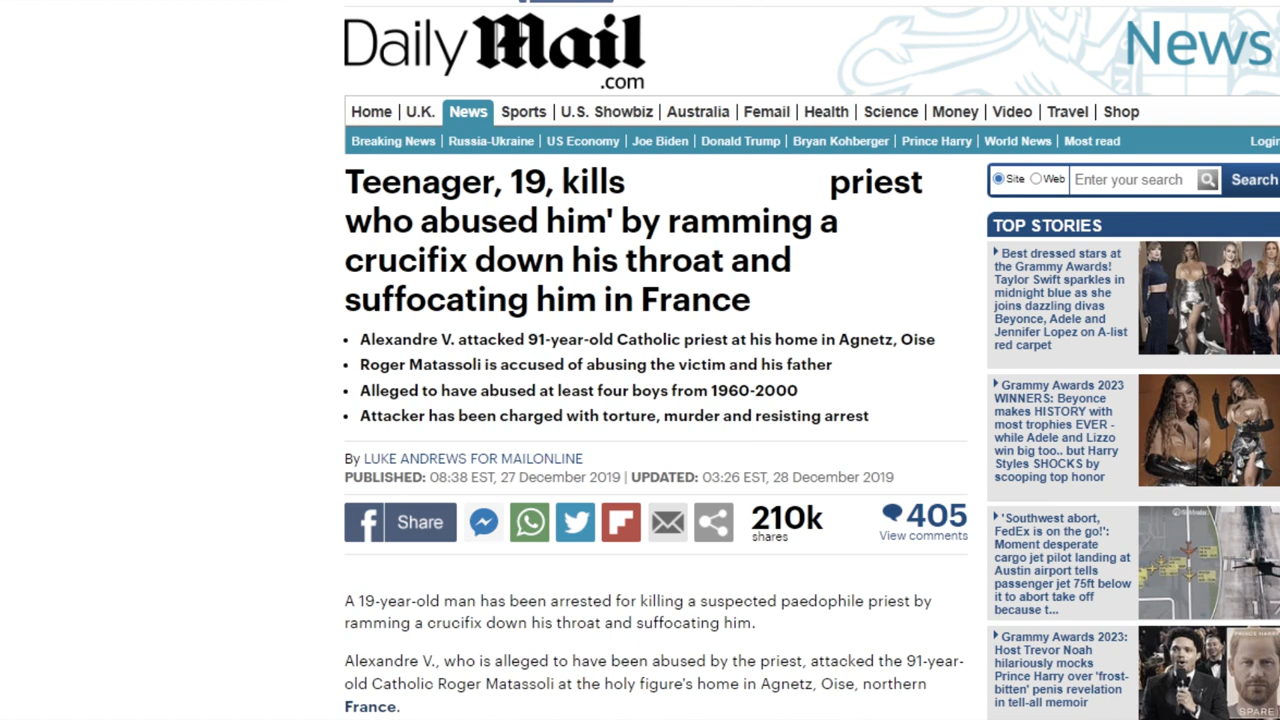 Daily Mail
.com
News
Home | U.K. News Sports | U.S. Showbiz | Australia | Femail | Health | Science | Money | Video | Travel | Shop
Breaking News | Russia-Ukraine | US Economy | Joe Biden | Donald Trump | Bryan Kohberger | Prince Harry | World News | Most read
Login
Teenager, 19, kills priest
who abused him' by ramming a
crucifix down his throat and
suffocating him in France
• Alexandre V. attacked 91-year-old Catholic priest at his home in Agnetz, Oise
• Roger Matassoli is accused of abusing the victim and his father
• Alleged to have abused at least four boys from 1960-2000
• Attacker has been charged with torture, murder and resisting arrest
By LUKE ANDREWS FOR MAILONLINE
PUBLISHED: 08:38 EST, 27 December 2019 | UPDATED: 03:26 EST, 28 December 2019
f Share
210k
shares
405
View comments
A 19-year-old man has been arrested for killing a suspected paedophile priest by
ramming a crucifix down his throat and suffocating him.
Alexandre V., who is alleged to have been abused by the priest, attacked the 91-year-
old Catholic Roger Matassoli at the holy figure's home in Agnetz, Oise, northern
France.
Site Web Enter your search Search
TOP STORIES
Best dressed stars at
the Grammy Awards!
Taylor Swift sparkles in
midnight blue as she
joins dazzling divas
Beyonce, Adele and
Jennifer Lopez on A-list
red carpet
Grammy Awards 2023
WINNERS: Beyonce
makes HISTORY with
most trophies EVER -
while Adele and Lizzo
win big too.. but Harry
Styles SHOCKS by
scooping top honor
'Southwest abort,
FedEx is on the go!':
Moment desperate
cargo jet pilot landing at
Austin airport tells
passenger jet 75ft below
it to abort take off
because t...
Grammy Awards 2023:
Host Trevor Noah
hilariously mocks
Prince Harry over 'frost-
bitten' penis revelation
in tell-all memoir
SPARE